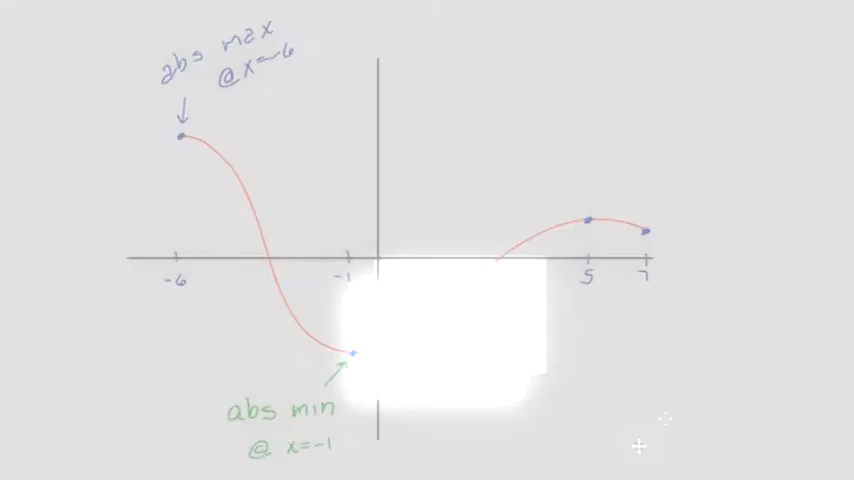 abs max
@ x=-6
-6
-1
5
7
abs min
@ x=-1